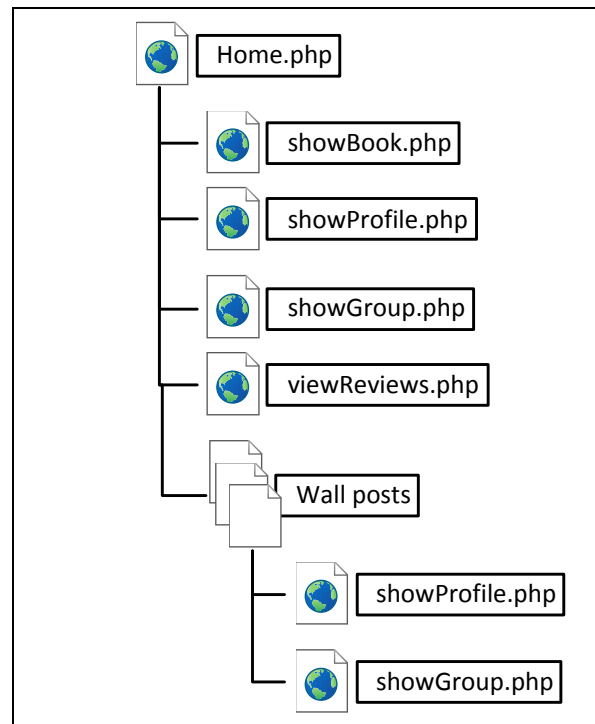 Home.php
showBook.php
showProfile.php
showGroup.php
viewReviews.php
Wall posts
showProfile.php
showGroup.php